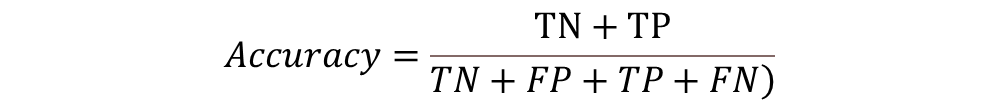 Accuracy = TN + TP / TN + FP + TP + FN)